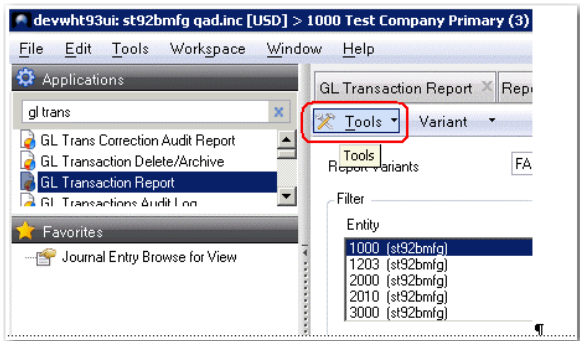 devwht93ui: st92bmfg qad.inc [USD] > 1000 Test Company Primary (3)
File Edit Tools Workspace Window Help
Applications
gl trans
GL Trans Correction Audit Report
GL Transaction Delete/Archive
GL Transaction Report
GL Transactions Audit Log
Favorites
Journal Entry Browse for View
GL Transaction Report
Tools Variant
Tools
Report Variants FA
Filter
Entity
1000 (st92bmfg)
1203 (st92bmfg)
2000 (st92bmfg)
2010 (st92bmfg)
3000 (st92bmfg)
¶